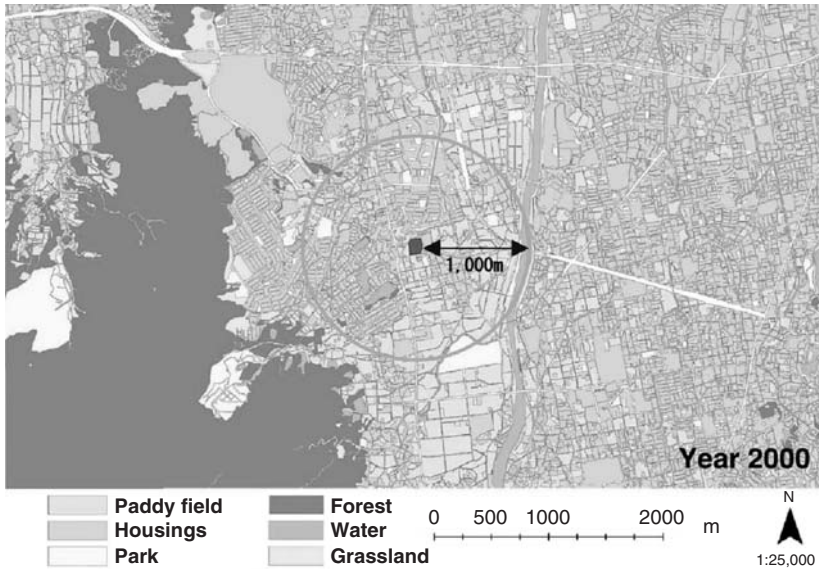 1,000m
Year 2000
Paddy field
Housings
Park
Forest
Water
Grassland
0 500 1000 2000 m
N
1:25,000